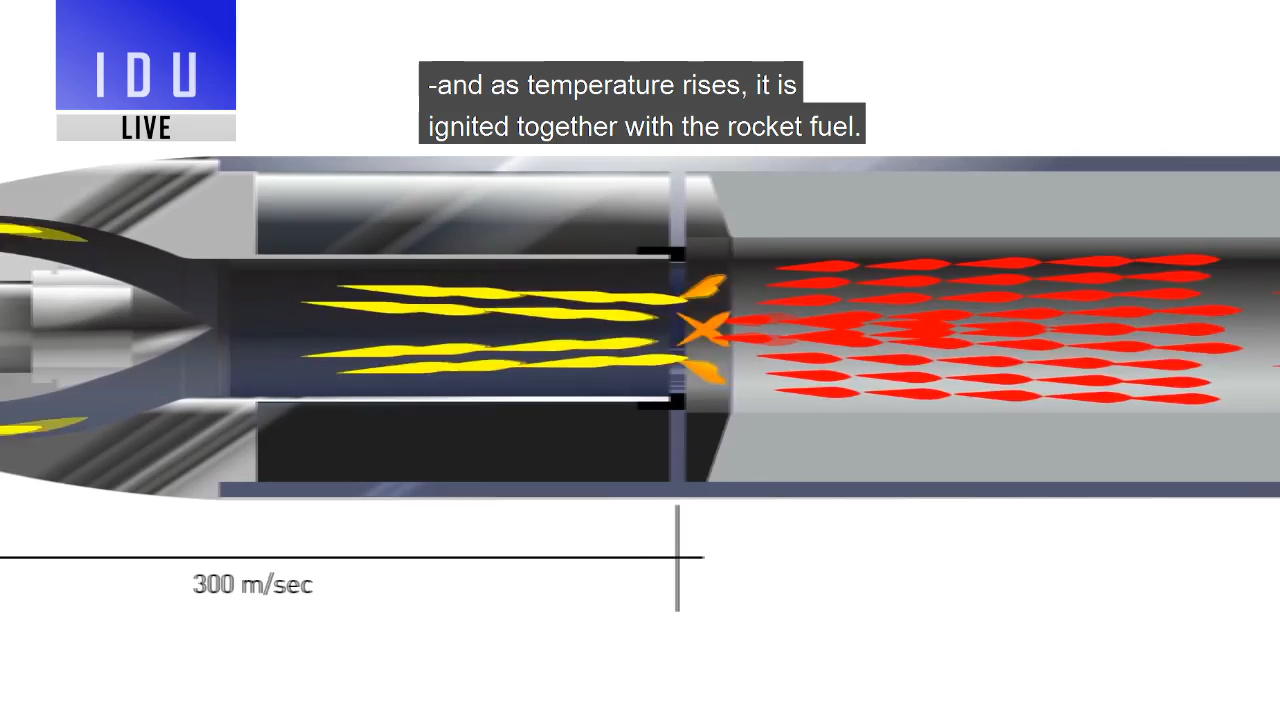 IDU
LIVE
-and as temperature rises, it is
ignited together with the rocket fuel.
300 m/sec